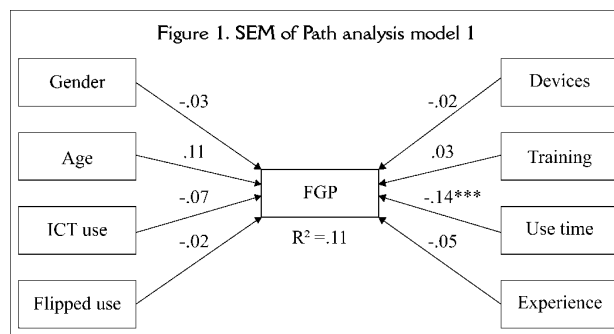 Figure 1. SEM of Path analysis model 1
Gender
Devices
-.03
-.02
Age
.11
.03
Training
FGP
ICT use
-.07
-.14***
Use time
R² =.11
-.02
-.05
Flipped use
Experience